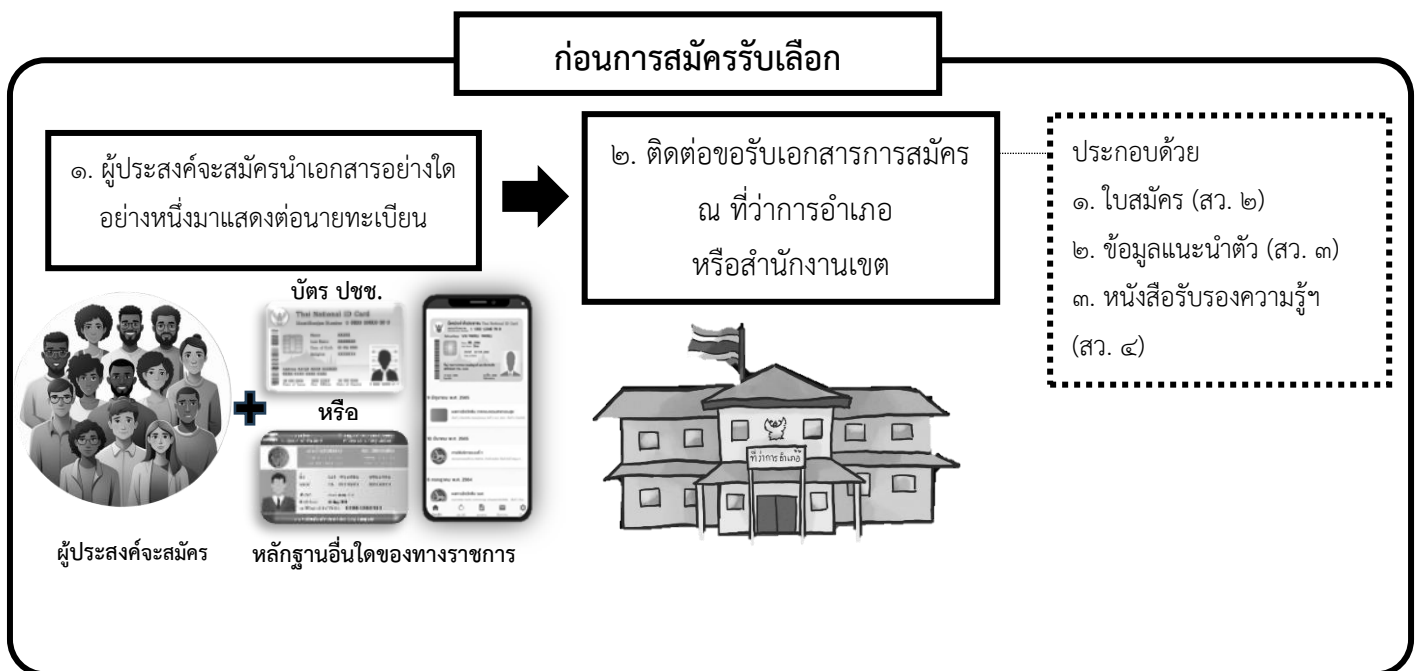 ก่อนการสมัครรับเลือก
๑. ผู้ประสงค์จะสมัครนำเอกสารอย่างใด
อย่างหนึ่งมาแสดงต่อนายทะเบียน
๒. ติดต่อขอรับเอกสารการสมัคร
ณ ที่ว่าการอำเภอ
หรือสำนักงานเขต
ประกอบด้วย
๑. ใบสมัคร (สว. ๒)
๒. ข้อมูลแนะนำตัว (สว. ๓)
๓. หนังสือรับรองความรู้ฯ
(สว. ๔)
บัตร ปชช.
Thai National ID Card
หรือ
ที่ว่าการอำเภอ
ผู้ประสงค์จะสมัคร
หลักฐานอื่นใดของทางราชการ